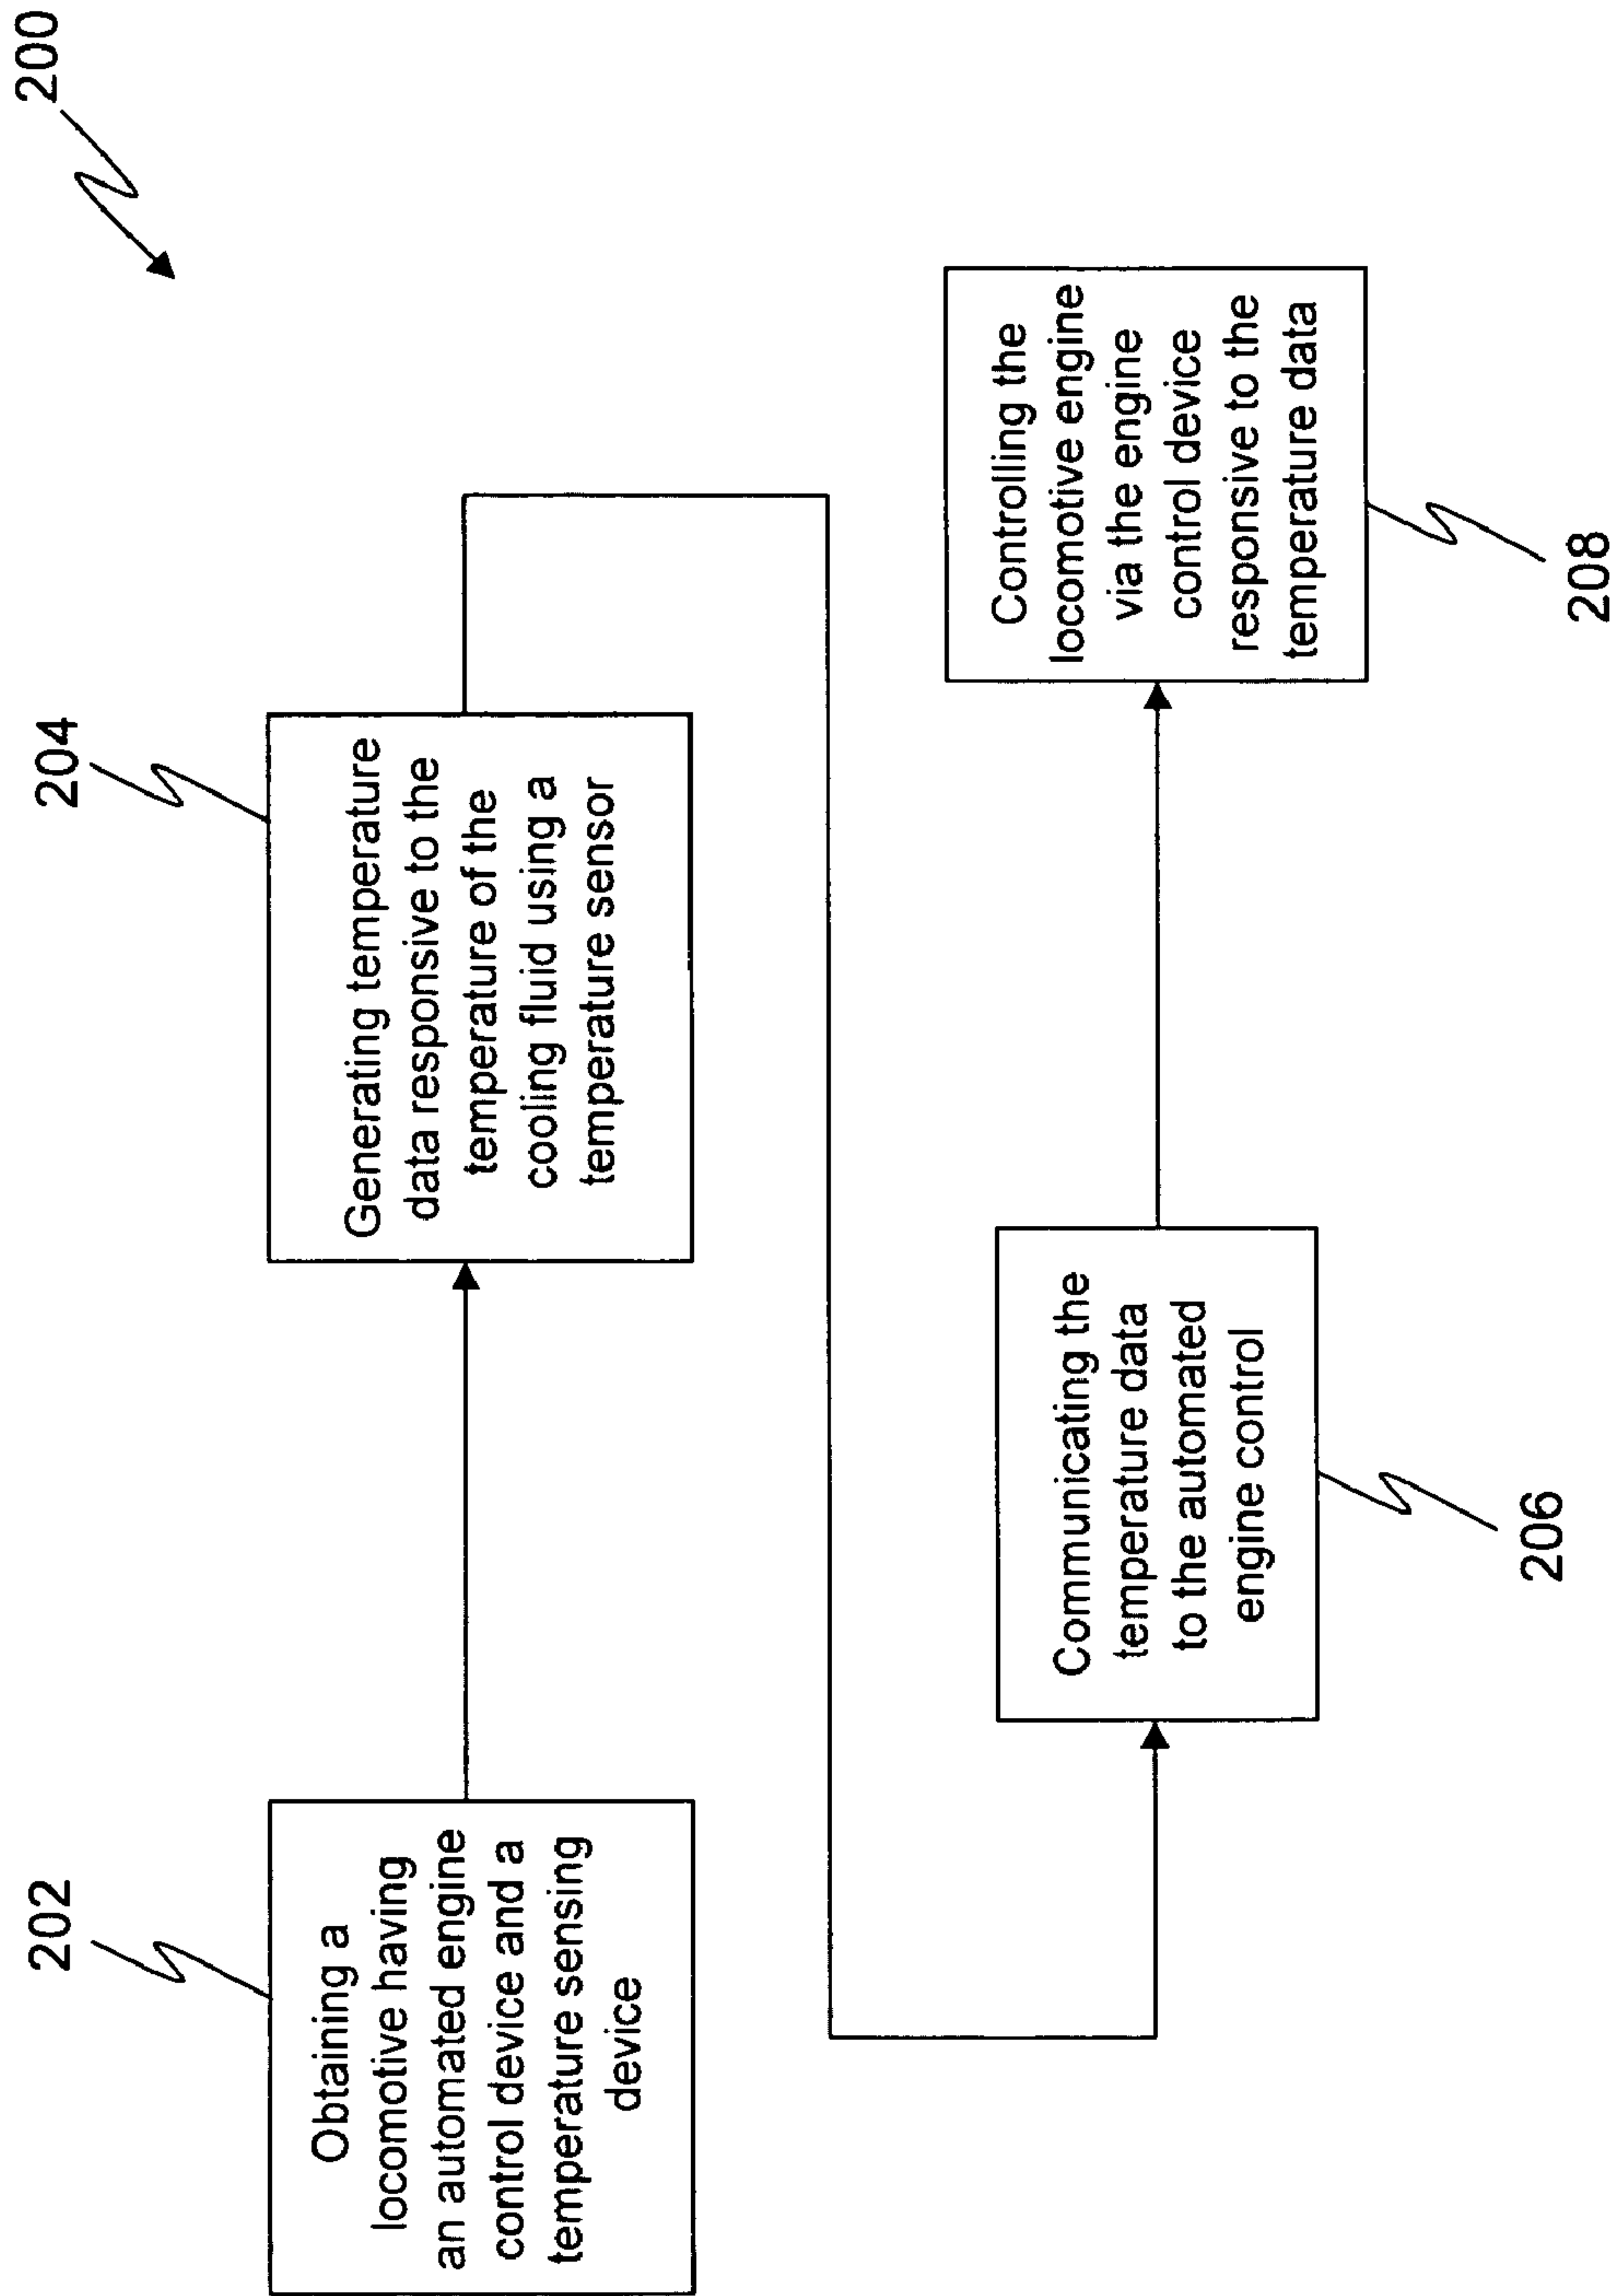 200
202
Obtaining a
locomotive having
an automated engine
control device and a
temperature sensing
device
204
Generating temperature
data responsive to the
temperature of the
cooling fluid using a
temperature sensor
Communicating the
temperature data
to the automated
engine control
206
Controlling the
locomotive engine
via the engine
control device
responsive to the
temperature data
208